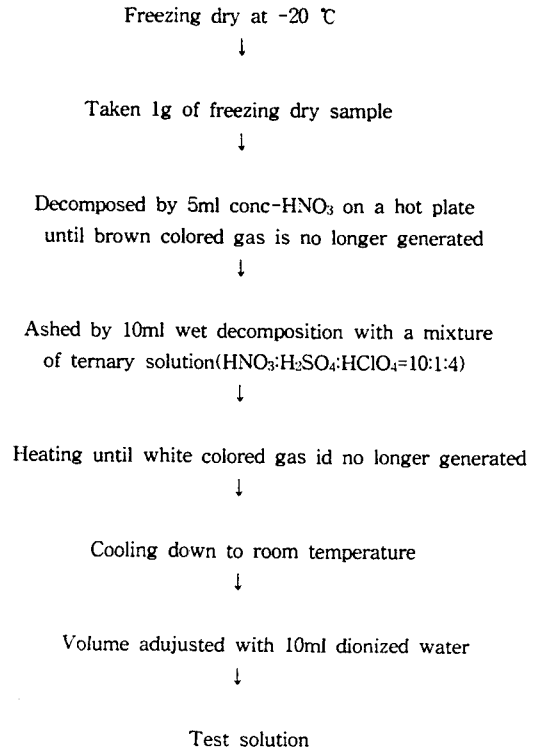 Freezing dry at -20 ℃
↓
Taken 1g of freezing dry sample
↓
Decomposed by 5ml conc-HNO₃ on a hot plate
until brown colored gas is no longer generated
↓
Ashed by 10ml wet decomposition with a mixture
of ternary solution(HNO₃:H₂SO₄:HClO₄=10:1:4)
↓
Heating until white colored gas id no longer generated
↓
Cooling down to room temperature
↓
Volume adujusted with 10ml dionized water
↓
Test solution